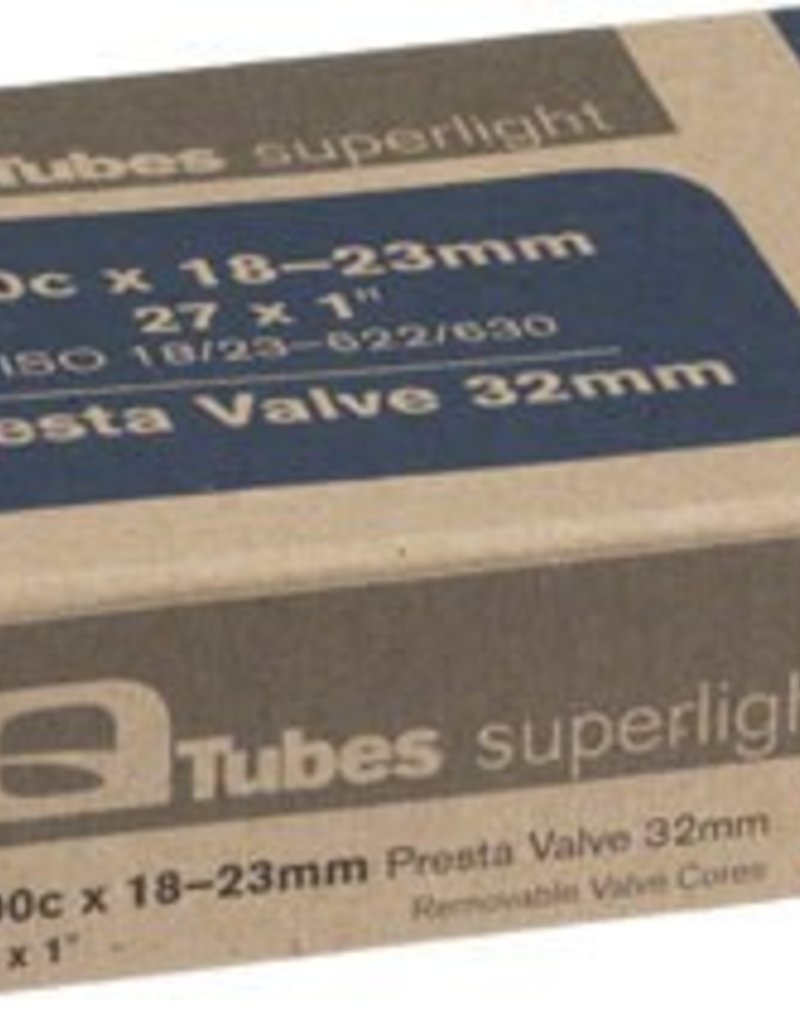 Tubes superlight
0c x 18–23mm
27 x 1"
ISO 18/23–622/630
esta Valve 32mm
Q Tubes superligh
00c x 18–23mm Presta Valve 32mm
Removable Valve Cores
x 1"